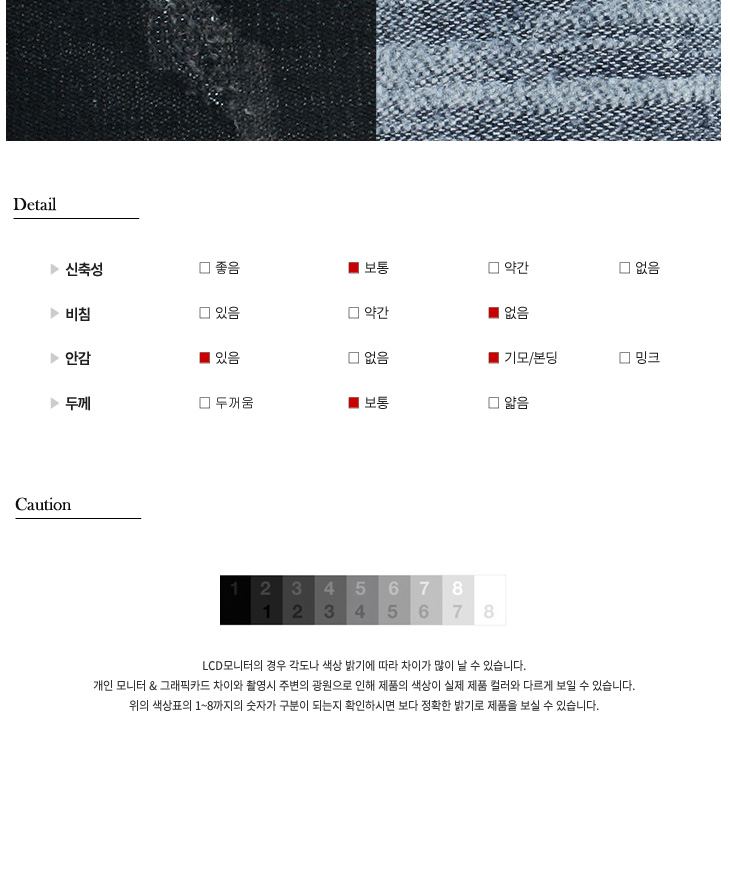 Detail
▶ 신축성 □ 좋음 ■ 보통 □ 약간 □ 없음
▶ 비침 □ 있음 □ 약간 ■ 없음
▶ 안감 ■ 있음 □ 없음 ■ 기모/본딩 □ 밍크
▶ 두께 □ 두꺼움 ■ 보통 □ 얇음
Caution
1 2 3 4 5 6 7 8
1 2 3 4 5 6 7 8
LCD모니터의 경우 각도나 색상 밝기에 따라 차이가 많이 날 수 있습니다.
개인 모니터 & 그래픽카드 차이와 촬영시 주변의 광원으로 인해 제품의 색상이 실제 제품 컬러와 다르게 보일 수 있습니다.
위의 색상표의 1~8까지의 숫자가 구분이 되는지 확인하시면 보다 정확한 밝기로 제품을 보실 수 있습니다.